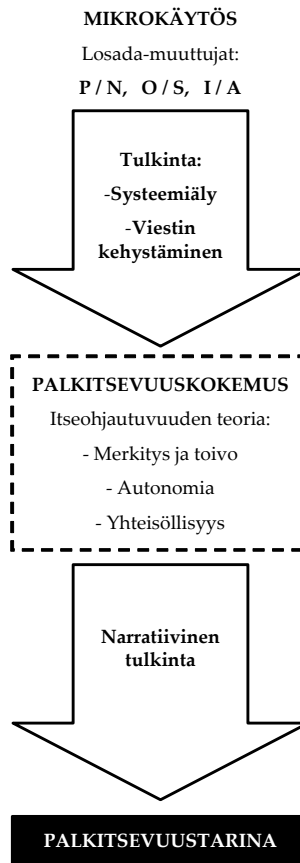 MIKROKÄYTÖS
Losada-muuttujat:
P / N, O / S, I / A
Tulkinta:
-Systeemiäly
-Viestin
kehystäminen
PALKITSEVUUSKOKEMUS
Itseohjautuvuuden teoria:
- Merkitys ja toivo
- Autonomia
- Yhteisöllisyys
Narratiivinen
tulkinta
PALKITSEVUUSTARINA